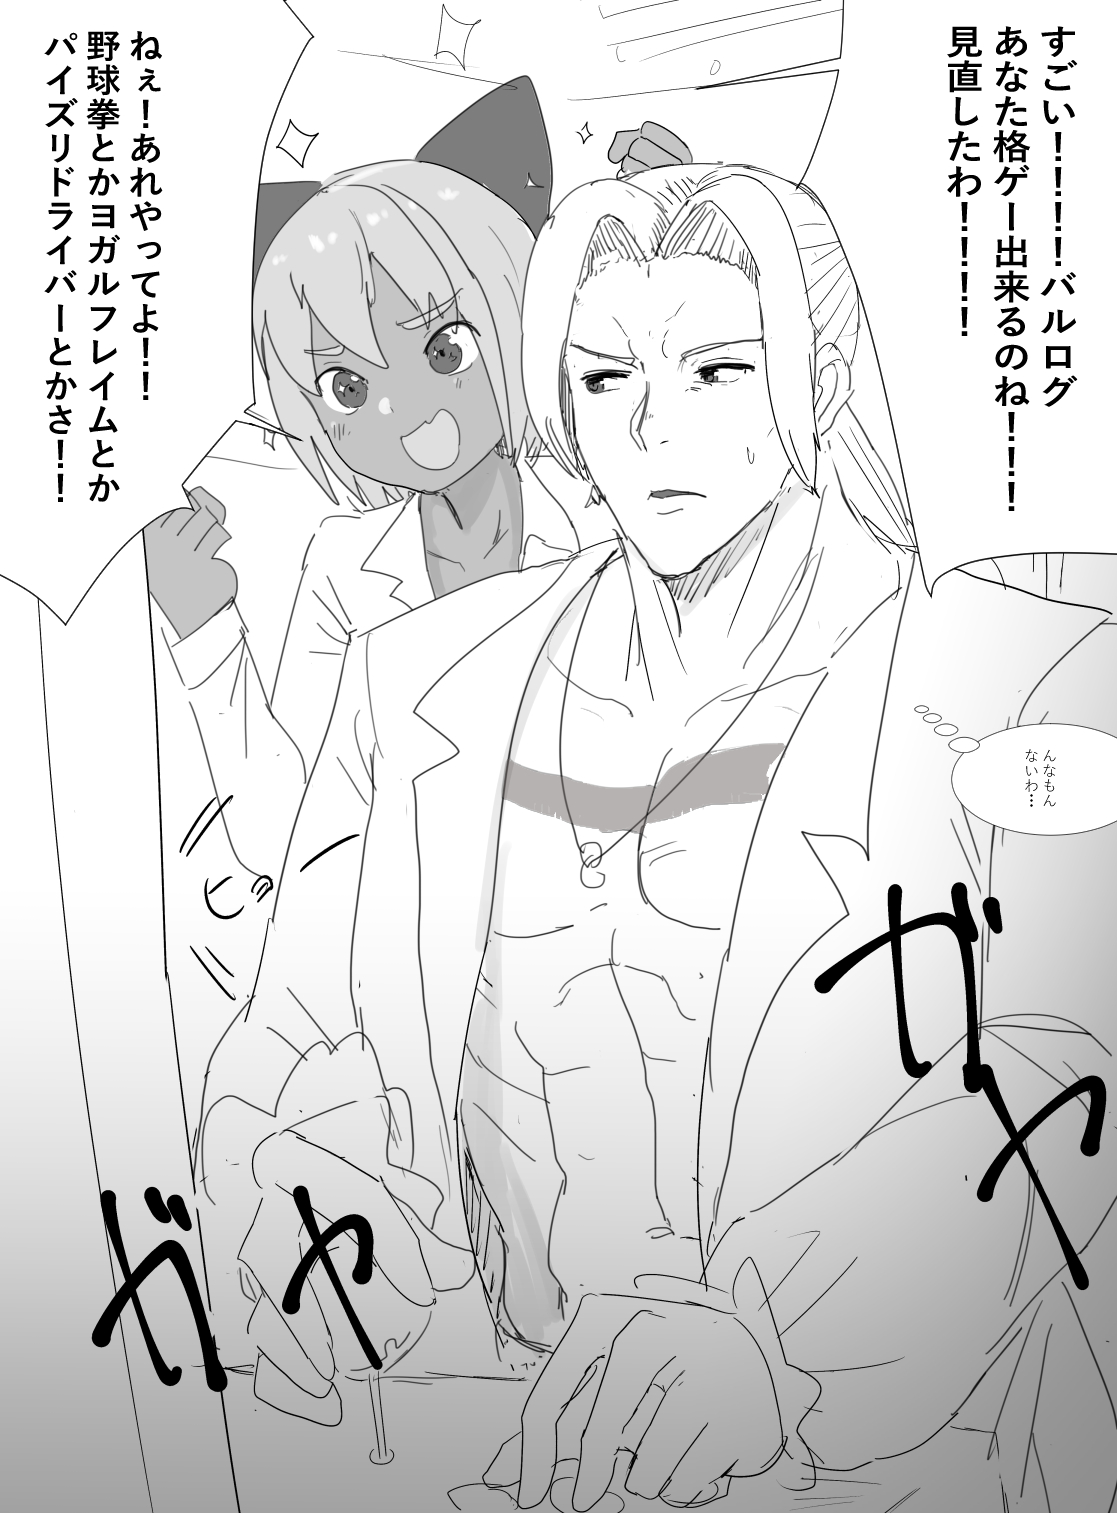 すごい！！！！！バルログ
あなた格ゲー出来るのね！！！！
見直したわ！！！！！
ねぇ！あれやってよ！！
野球拳とかヨガルフレイムとか
パイズリドライバーとかさ！！
んなもん
ないわ…
ヒョ
ガヤ
ガヤ